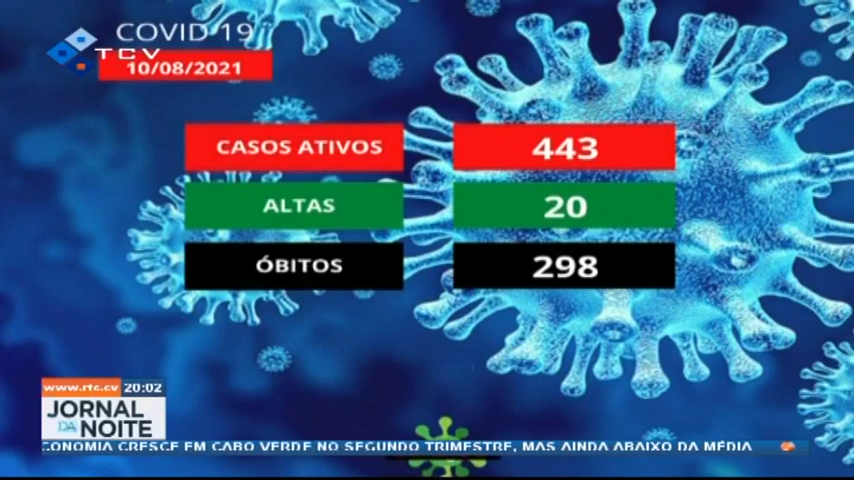 COVID-19
TCV
10/08/2021
CASOS ATIVOS 443
ALTAS 20
ÓBITOS 298
www.rtc.cv 20:02
JORNAL
DA NOITE
CONOMIA CRESCE EM CABO VERDE NO SEGUNDO TRIMESTRE, MAS AINDA ABAIXO DA MÉDIA